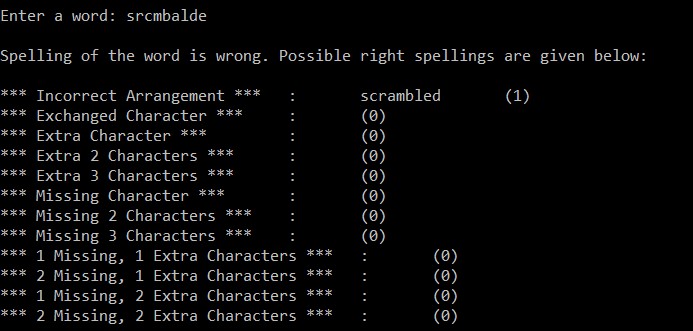 Enter a word: srcmbalde
Spelling of the word is wrong. Possible right spellings are given below:
*** Incorrect Arrangement *** : scrambled (1)
*** Exchanged Character *** : (0)
*** Extra Character *** : (0)
*** Extra 2 Characters *** : (0)
*** Extra 3 Characters *** : (0)
*** Missing Character *** : (0)
*** Missing 2 Characters *** : (0)
*** Missing 3 Characters *** : (0)
*** 1 Missing, 1 Extra Characters *** : (0)
*** 2 Missing, 1 Extra Characters *** : (0)
*** 1 Missing, 2 Extra Characters *** : (0)
*** 2 Missing, 2 Extra Characters *** : (0)